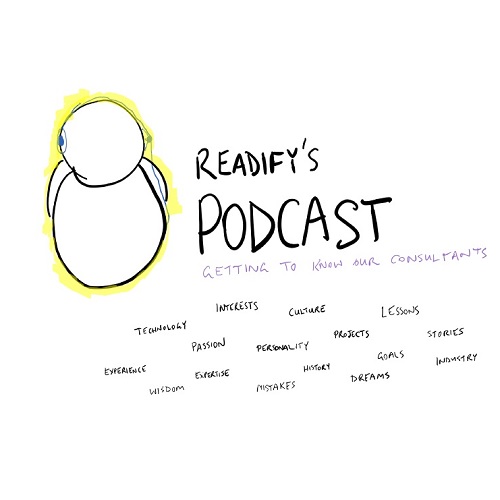 READIFY'S
PODCAST
GETTING TO KNOW OUR CONSULTANTS
INTERESTS CULTURE LESSONS
TECHNOLOGY PASSION PERSONALITY PROJECTS STORIES
EXPERIENCE EXPERTISE HISTORY GOALS INDUSTRY
WISDOM MISTAKES DREAMS